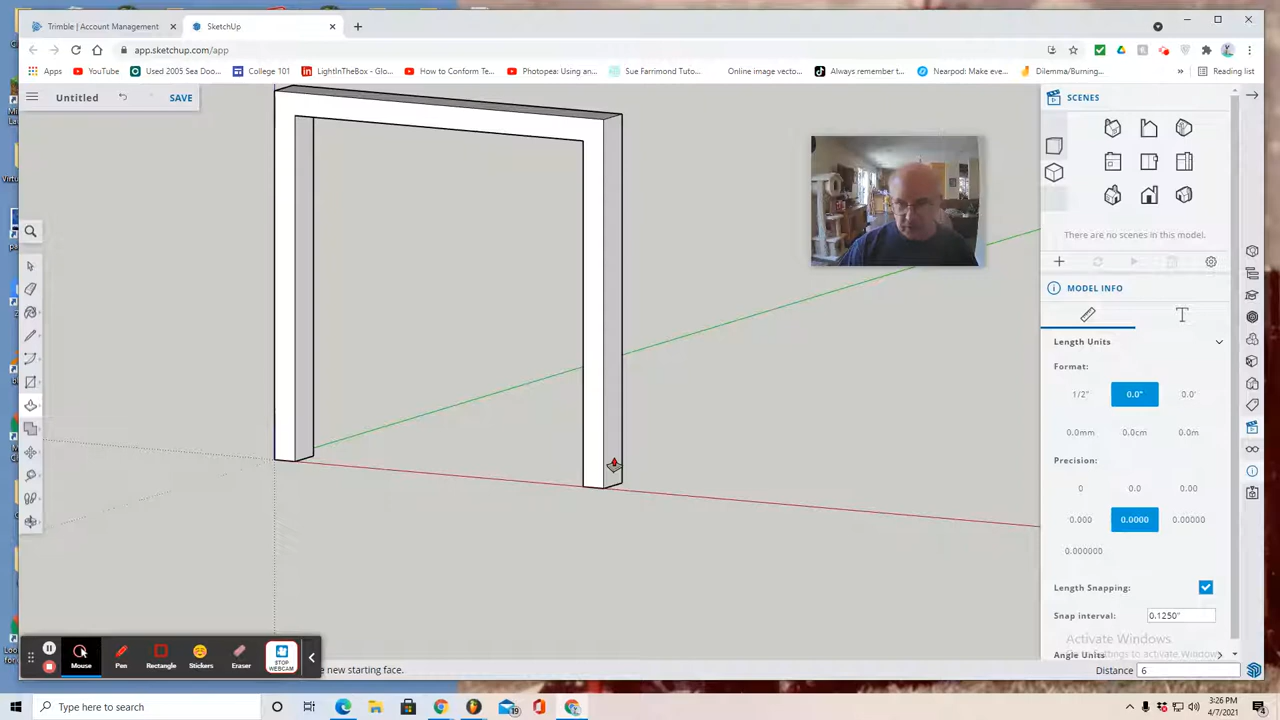 Trimble | Account Management
SketchUp
app.sketchup.com/app
Apps
YouTube
Used 2005 Sea Doo...
College 101
LightInTheBox - Glo...
How to Conform Te...
Photopea: Using an...
Sue Farrimond Tuto...
Online image vector...
Always remember t...
Nearpod: Make eve...
Dilemma/Burning...
»
Reading list
Untitled
SAVE
SCENES
There are no scenes in this model.
MODEL INFO
Length Units
Format:
1/2"
0.0"
0.0'
0.0mm
0.0cm
0.0m
Precision:
0
0.0
0.00
0.000
0.0000
0.00000
0.000000
Length Snapping:
Snap interval:
0.1250"
Activate Windows
Angle Units
Mouse
Pen
Rectangle
Stickers
Eraser
STOP
WEBCAM
new starting face.
Distance
6
Type here to search
19
3:26 PM
4/7/2021
4